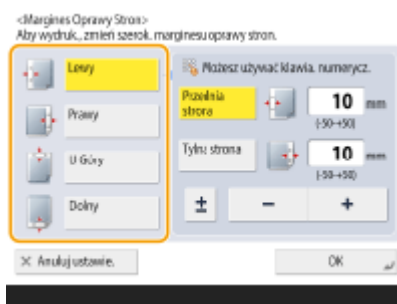 <Margines Oprawy Stron>
Aby wydruk., zmień szerok. marginesu oprawy stron.
Lewy
Prawy
U Góry
Dolny
Możesz używać klawia. numerycz.
Przednia
strona
10 mm
(-50~+50)
Tylna strona
10 mm
(-50~+50)
±
−
+
× Anuluj ustawie.
OK